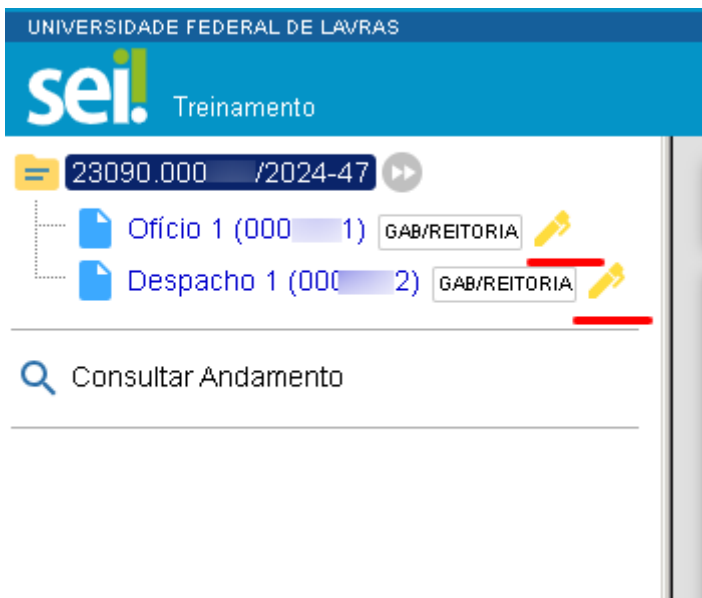 UNIVERSIDADE FEDERAL DE LAVRAS
sei! Treinamento
23090.000 /2024-47
Ofício 1 (000 1) GAB/REITORIA
Despacho 1 (000 2) GAB/REITORIA
Consultar Andamento